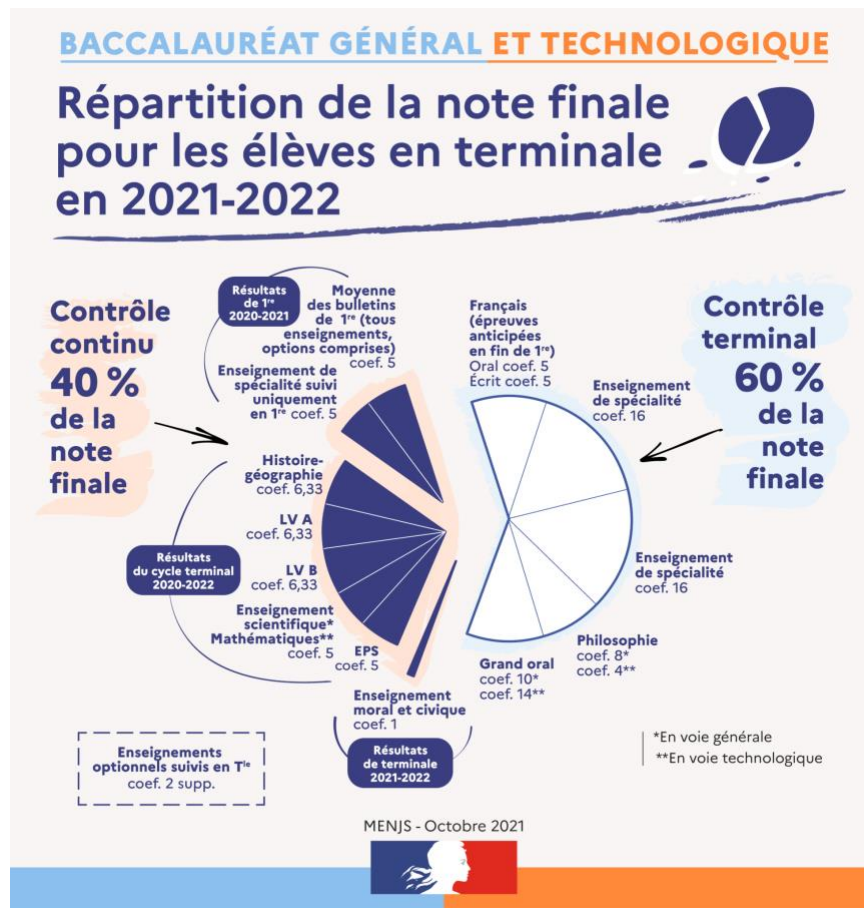 BACCALAURÉAT GÉNÉRAL ET TECHNOLOGIQUE
Répartition de la note finale
pour les élèves en terminale
en 2021-2022
Contrôle
continu
40 %
de la
note
finale
Résultats
de 1re
2020-2021
Moyenne
des bulletins
de 1re (tous
enseignements,
options comprises)
coef. 5
Enseignement de
spécialité suivi
uniquement
en 1re coef. 5
Histoire-
géographie
coef. 6,33
LV A
coef. 6,33
Résultats
du cycle terminal
2020-2022
LV B
coef. 6,33
Enseignement
scientifique*
Mathématiques**
coef. 5
EPS
coef. 5
Enseignement
moral et civique
coef. 1
Résultats
de terminale
2021-2022
Français
(épreuves
anticipées
en fin de 1re)
Oral coef. 5
Écrit coef. 5
Enseignement
de spécialité
coef. 16
Contrôle
terminal
60 %
de la
note
finale
Enseignement
de spécialité
coef. 16
Philosophie
coef. 8*
coef. 4**
Grand oral
coef. 10*
coef. 14**
*En voie générale
**En voie technologique
Enseignements
optionnels suivis en Tle
coef. 2 supp.
MENJS - Octobre 2021